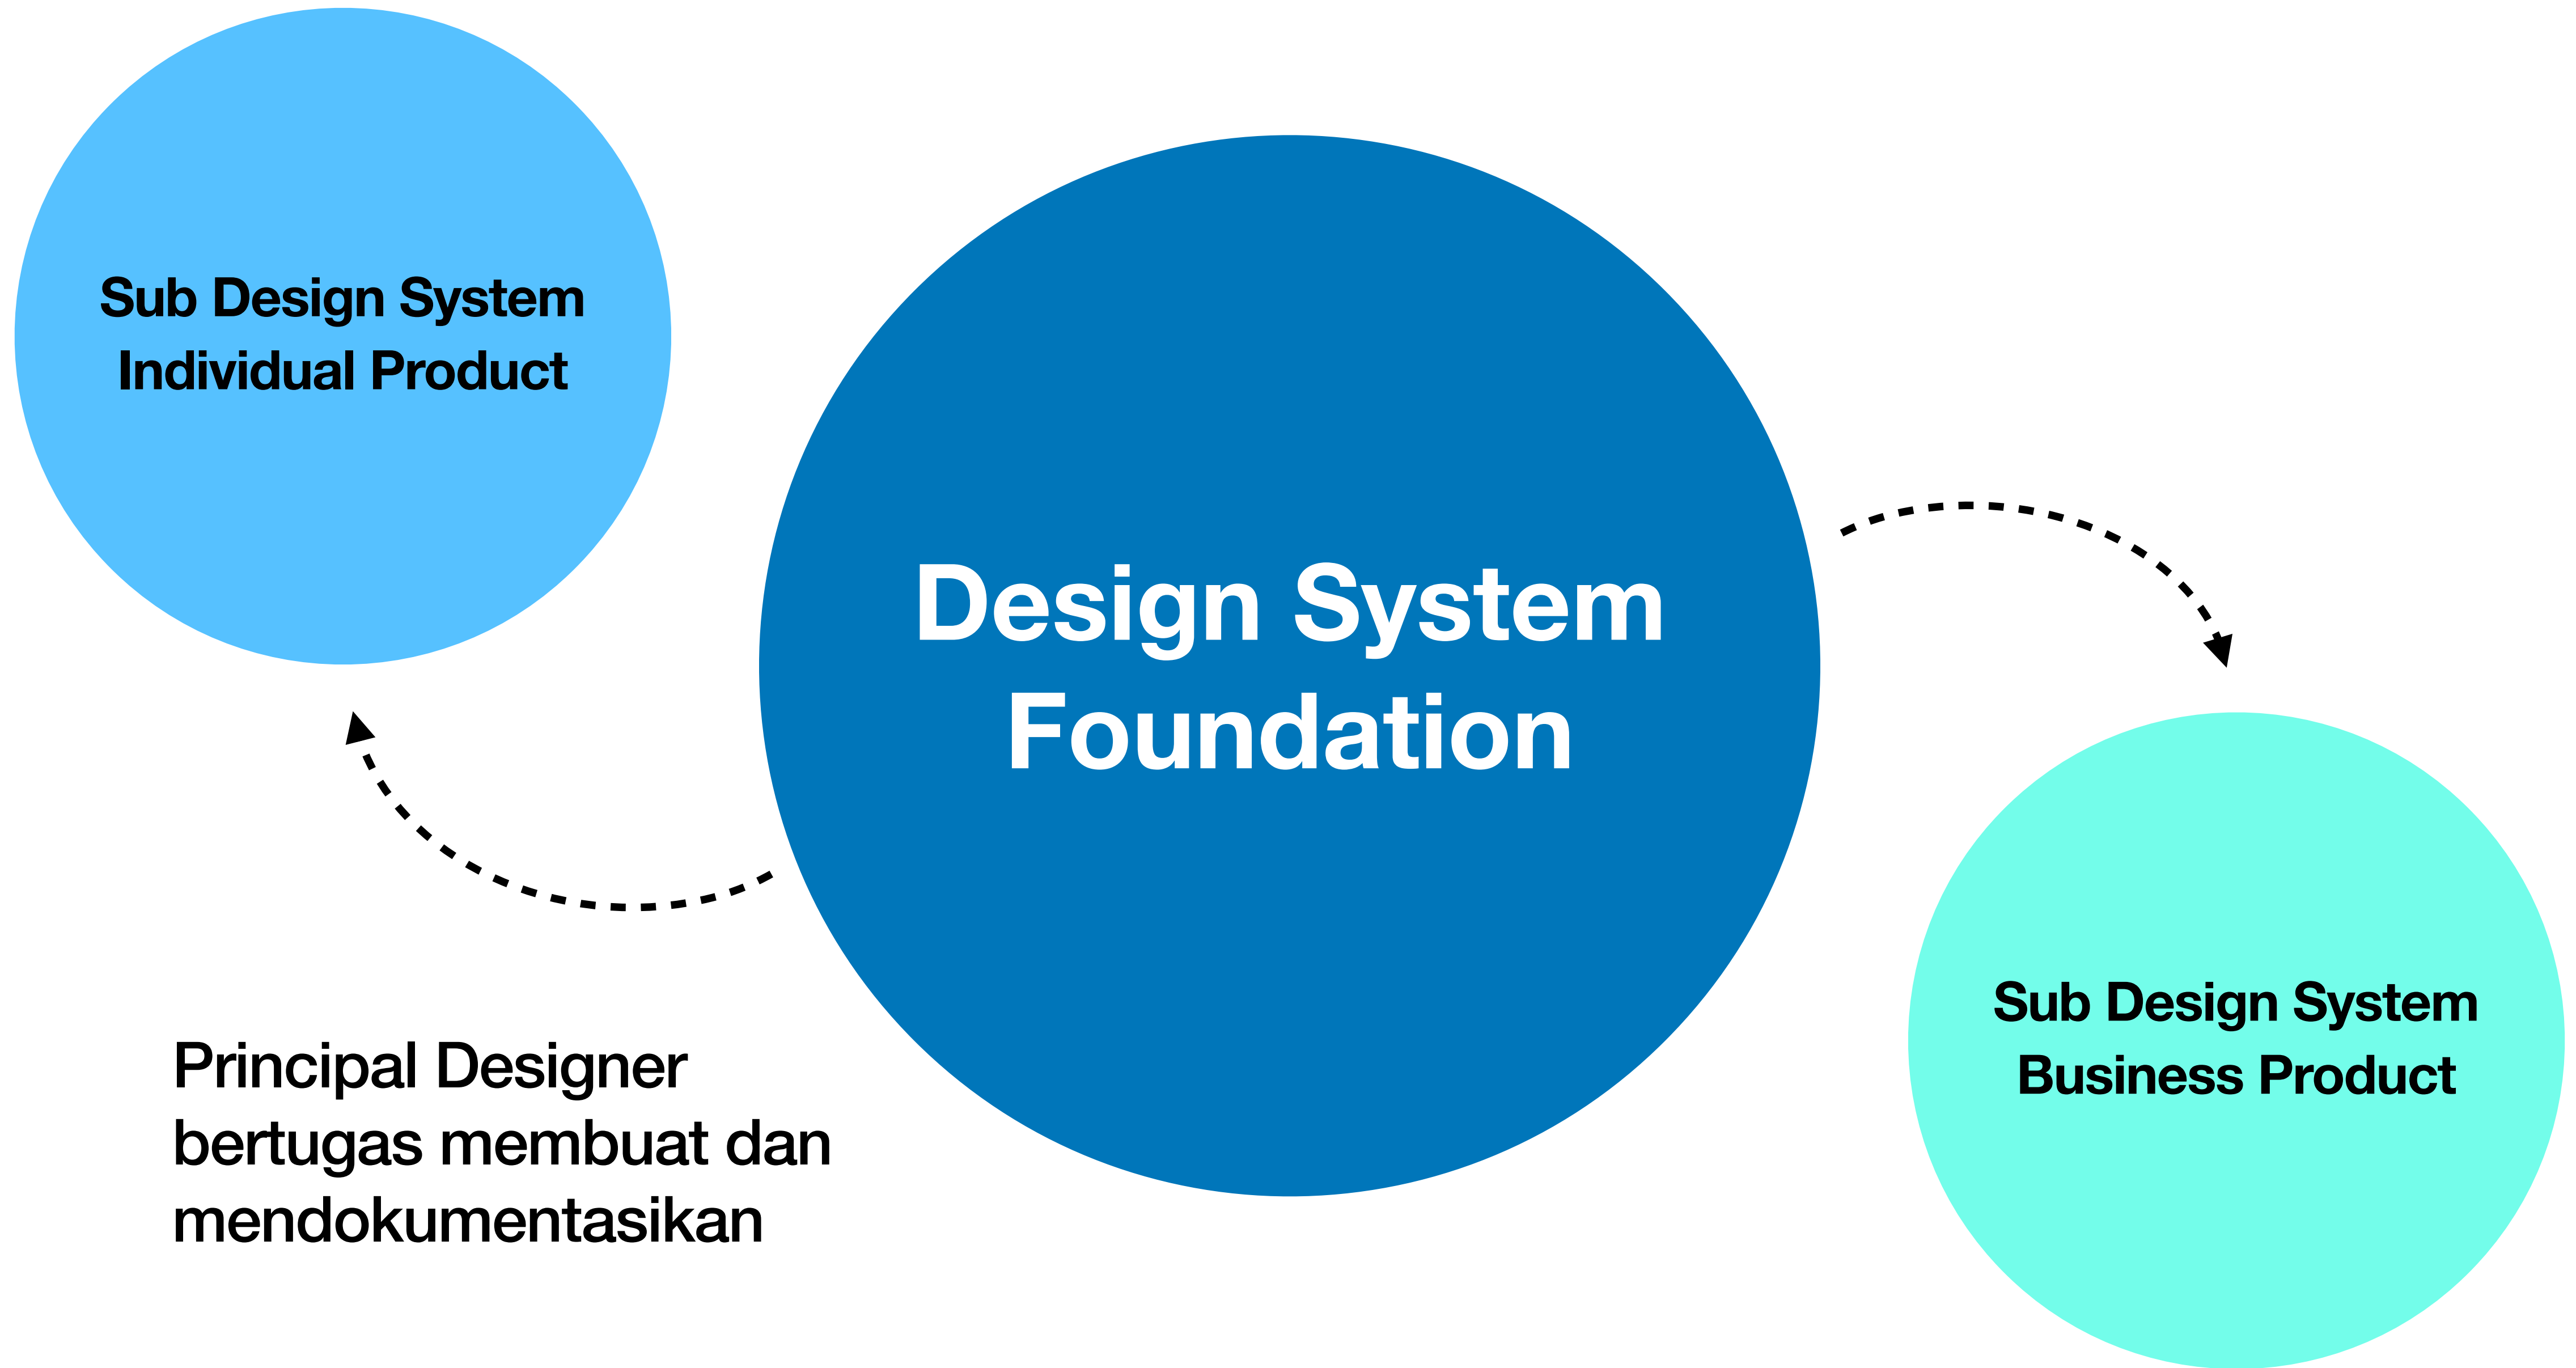 Sub Design System
Individual Product
Design System
Foundation
Sub Design System
Business Product
Principal Designer
bertugas membuat dan
mendokumentasikan